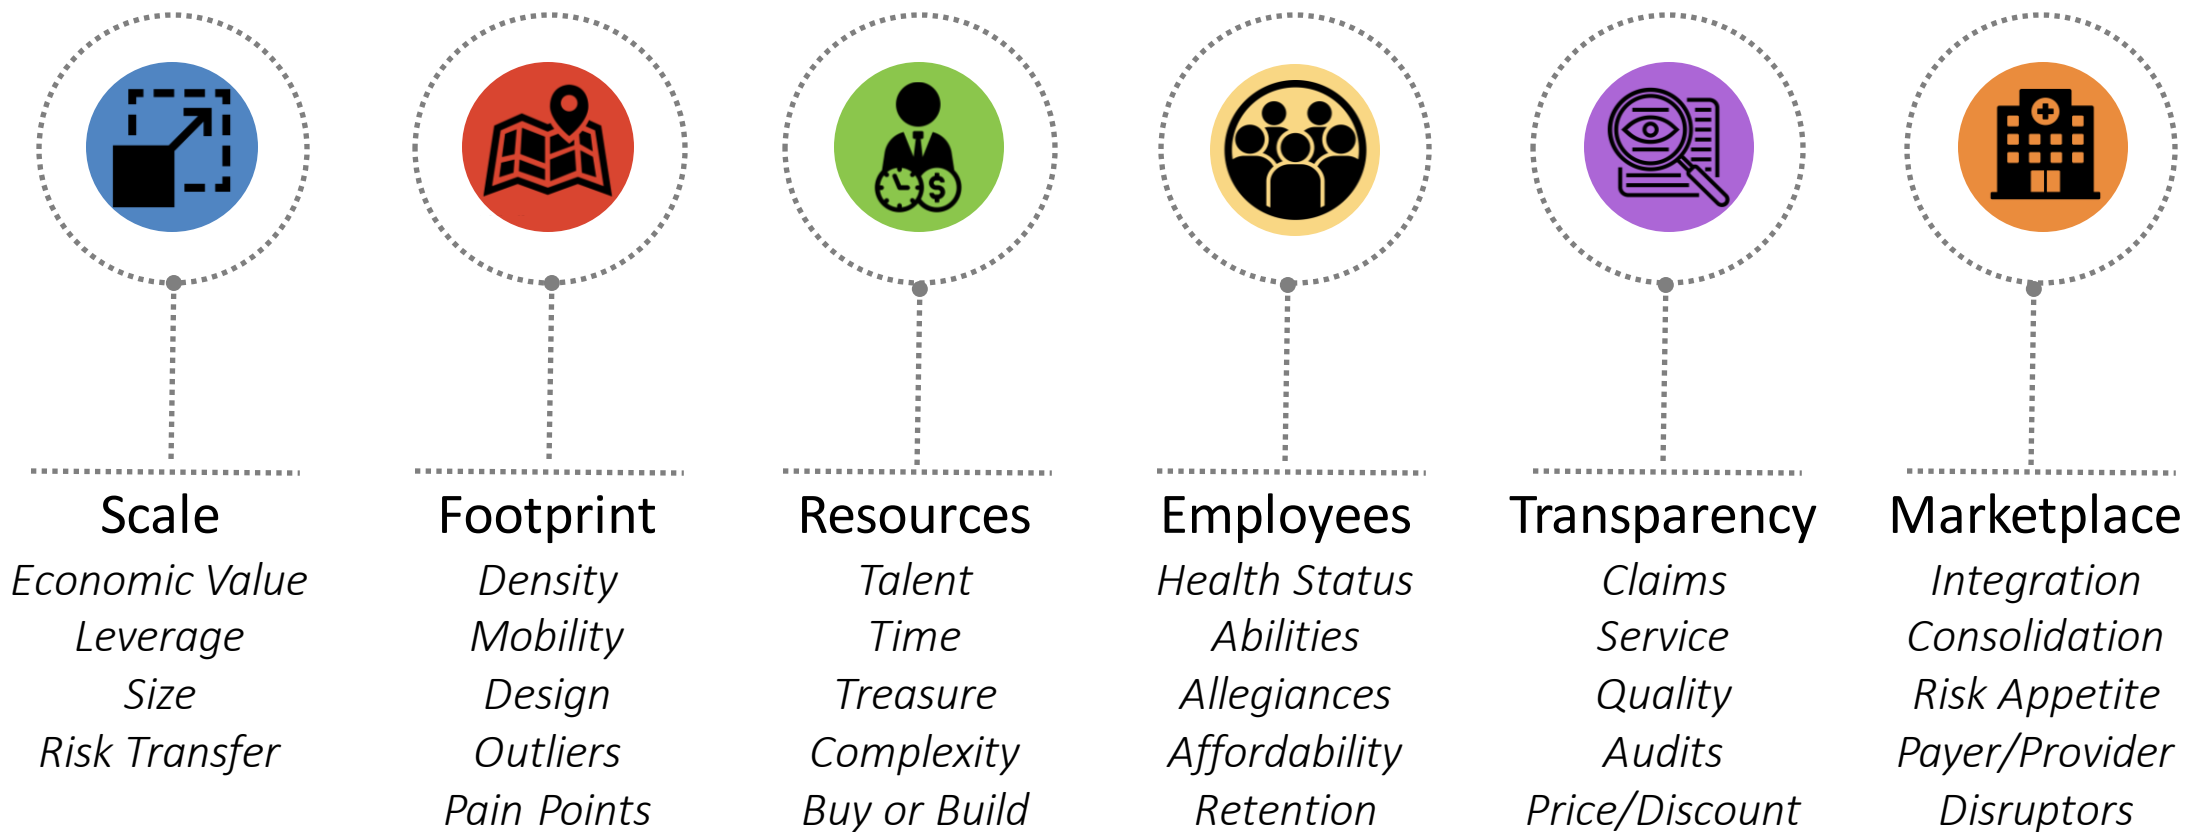 Scale
Economic Value
Leverage
Size
Risk Transfer
Footprint
Density
Mobility
Design
Outliers
Pain Points
Resources
Talent
Time
Treasure
Complexity
Buy or Build
Employees
Health Status
Abilities
Allegiances
Affordability
Retention
Transparency
Claims
Service
Quality
Audits
Price/Discount
Marketplace
Integration
Consolidation
Risk Appetite
Payer/Provider
Disruptors